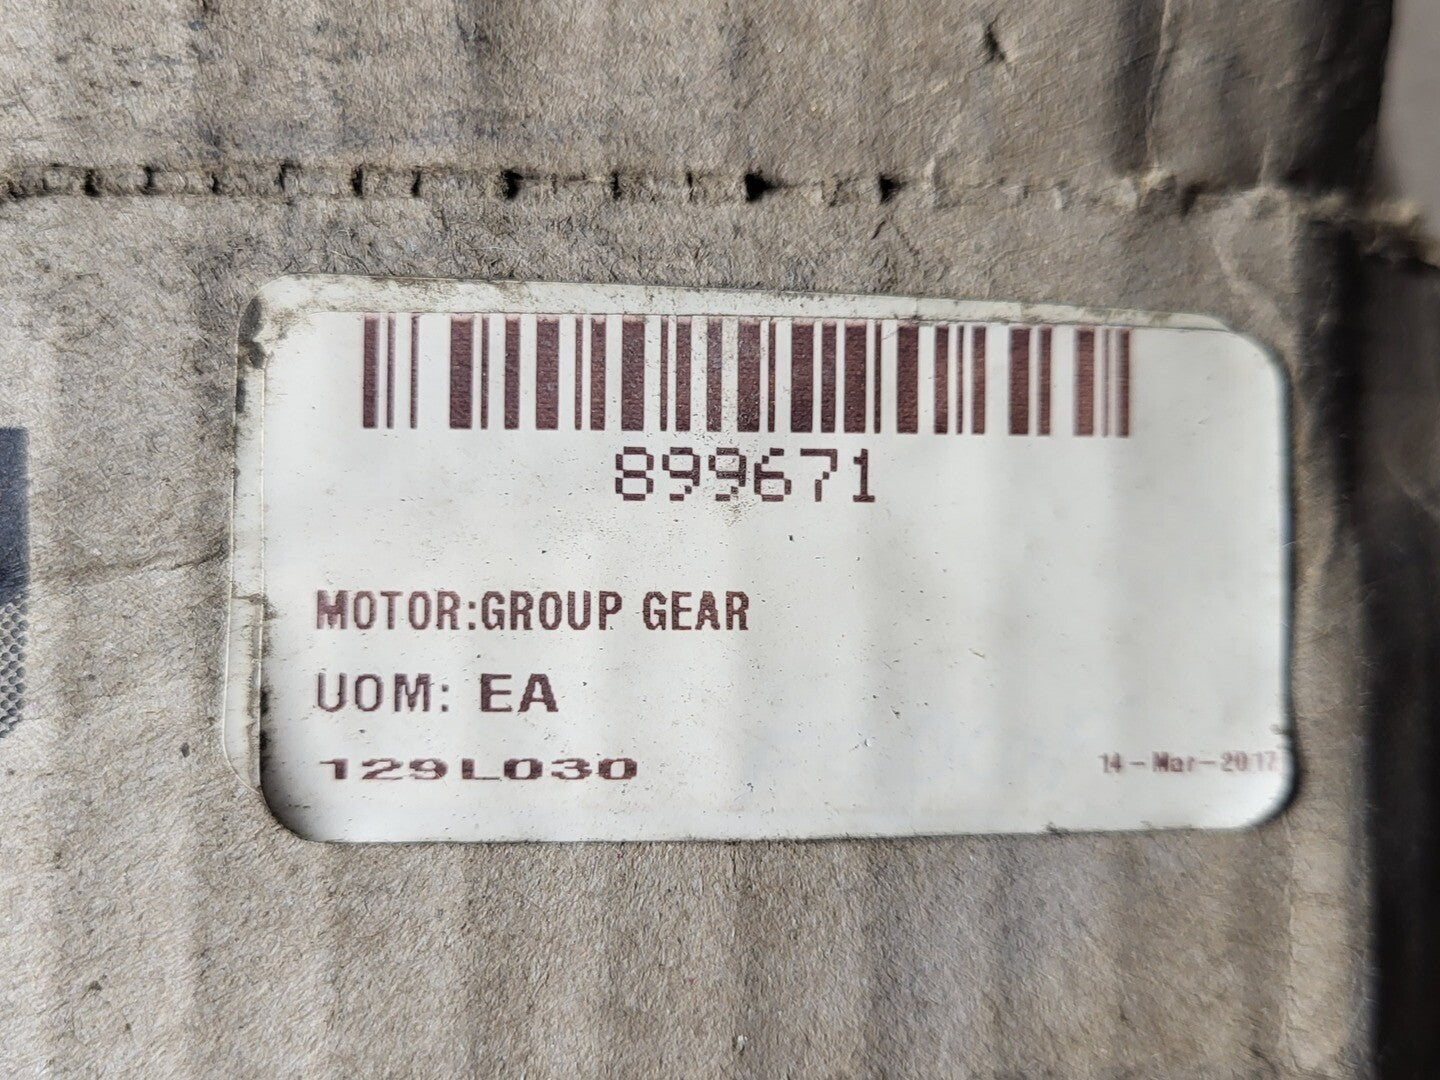 899671
MOTOR:GROUP GEAR
UOM: EA
129L030
14-Mar-2017